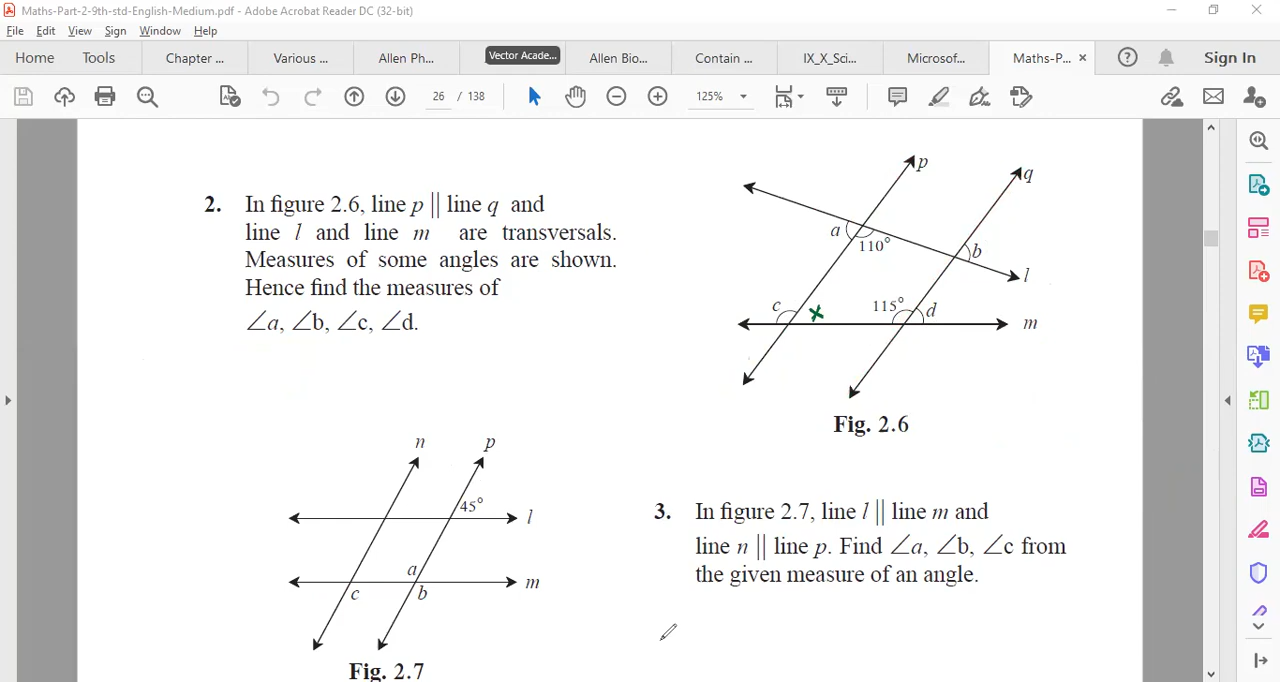 Maths-Part-2-9th-std-English-Medium.pdf - Adobe Acrobat Reader DC (32-bit)
File Edit View Sign Window Help
Home Tools Chapter ... Various ... Allen Ph... Vector Acade... Allen Bio... Contain ... IX_X_Sci... Microsof... Maths-P... × Sign In
26 / 138 125%
2. In figure 2.6, line p || line q and
line l and line m are transversals.
Measures of some angles are shown.
Hence find the measures of
∠a, ∠b, ∠c, ∠d.
p
q
a
110°
b
l
c
x
115°
d
m
Fig. 2.6
n
p
45°
l
a
m
c
b
Fig. 2.7
3. In figure 2.7, line l || line m and
line n || line p. Find ∠a, ∠b, ∠c from
the given measure of an angle.